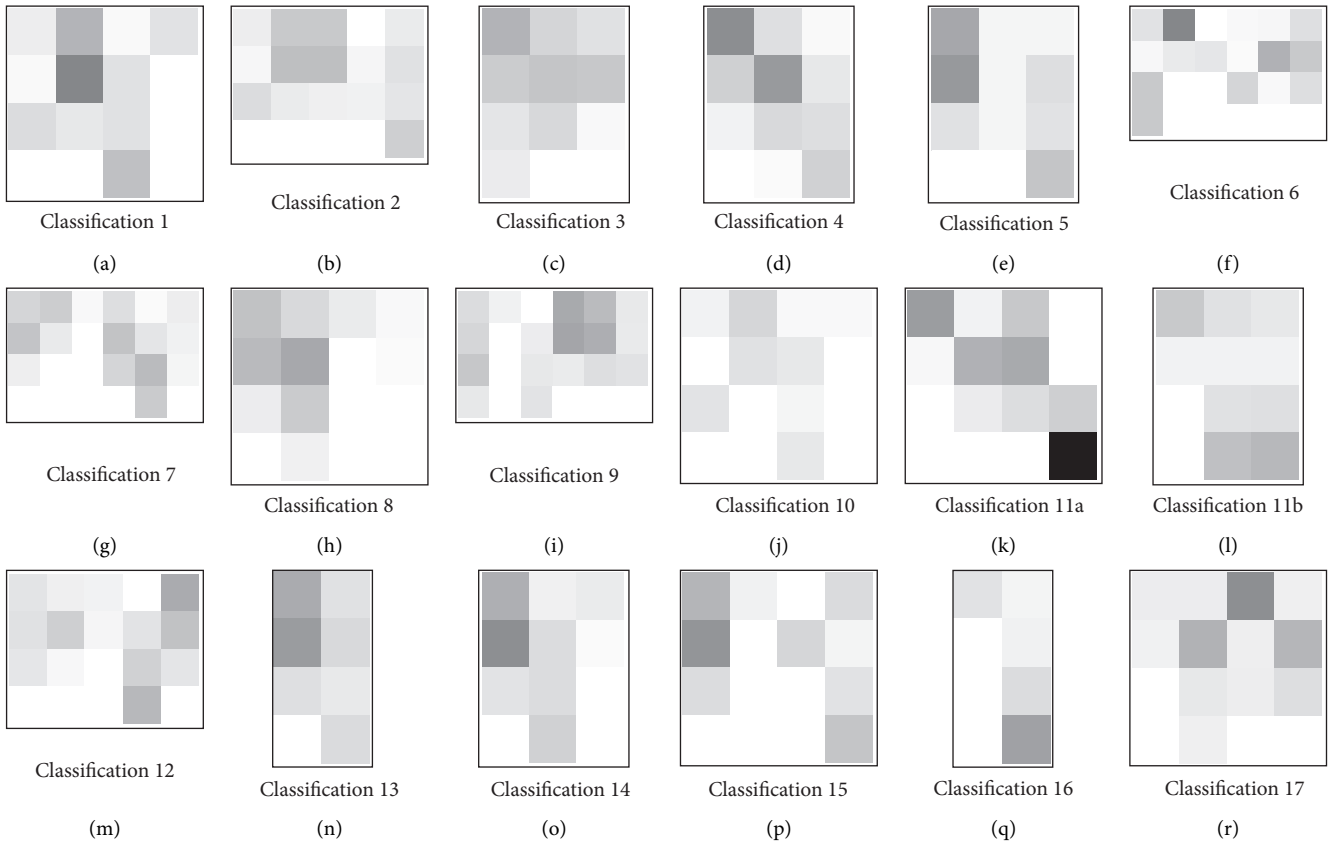 Classification 1
(a)
Classification 2
(b)
Classification 3
(c)
Classification 4
(d)
Classification 5
(e)
Classification 6
(f)
Classification 7
(g)
Classification 8
(h)
Classification 9
(i)
Classification 10
(j)
Classification 11a
(k)
Classification 11b
(l)
Classification 12
(m)
Classification 13
(n)
Classification 14
(o)
Classification 15
(p)
Classification 16
(q)
Classification 17
(r)